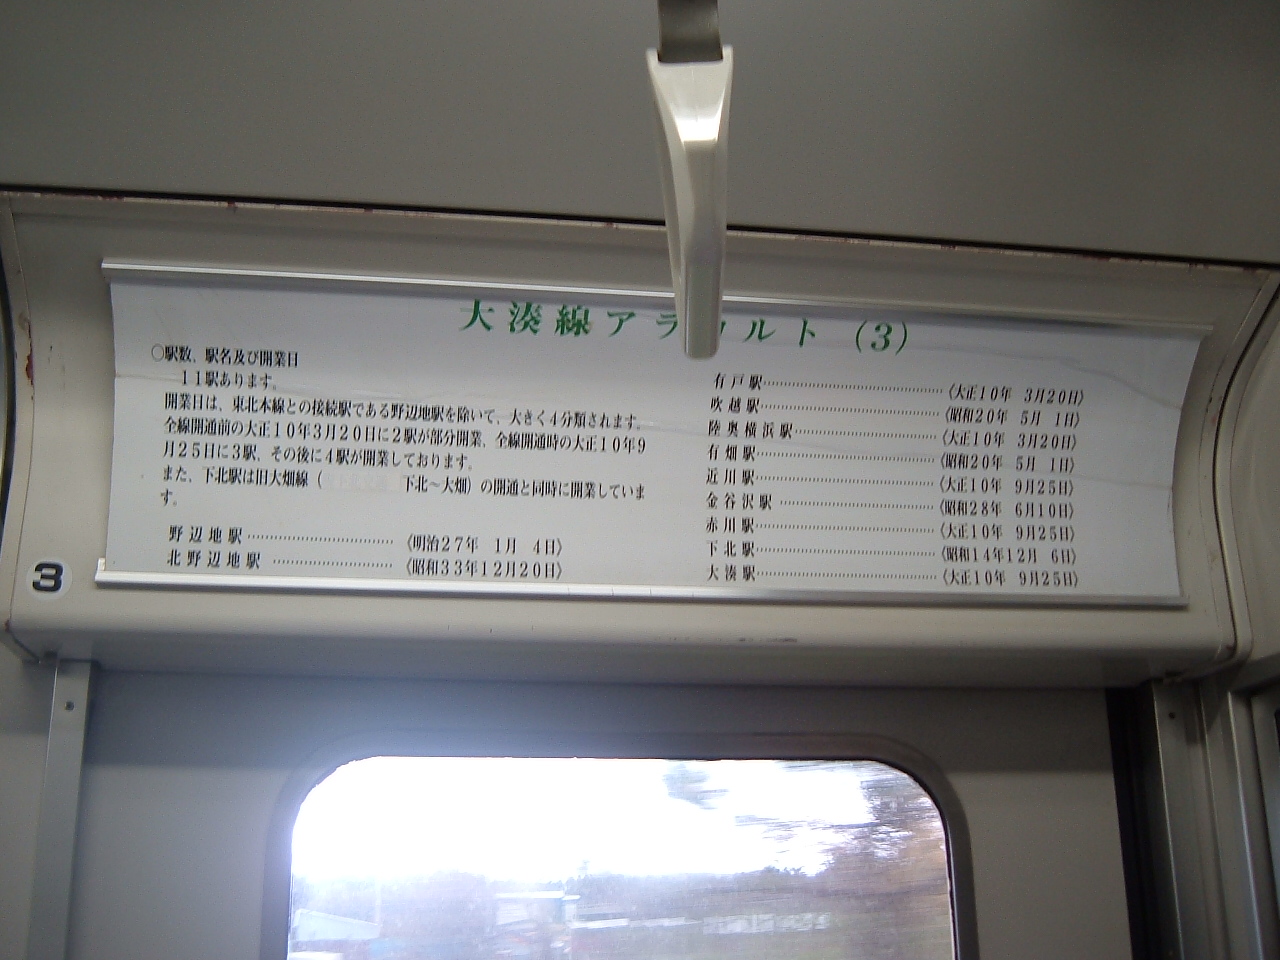 大湊線アラカルト（3）
○駅数、駅名及び開業日
１１駅あります。
開業日は、東北本線との接続駅である野辺地駅を除いて、大きく４分類されます。
全線開通前の大正１０年３月２０日に２駅が部分開業、全線開通時の大正１０年９
月２５日に３駅、その後に４駅が開業しております。
また、下北駅は旧大畑線（　　　　下北～大畑）の開通と同時に開業していま
す。
野辺地駅………………………〈明治２７年　１月　４日〉
北野辺地駅……………………〈昭和３３年１２月２０日〉
有戸駅………………………〈大正１０年　３月２０日〉
吹越駅………………………〈昭和２０年　５月　１日〉
陸奥横浜駅…………………〈大正１０年　３月２０日〉
有畑駅………………………〈昭和２０年　５月　１日〉
近川駅………………………〈大正１０年　９月２５日〉
金谷沢駅……………………〈昭和２８年　６月１０日〉
赤川駅………………………〈大正１０年　９月２５日〉
下北駅………………………〈昭和１４年１２月　６日〉
大湊駅………………………〈大正１０年　９月２５日〉
3